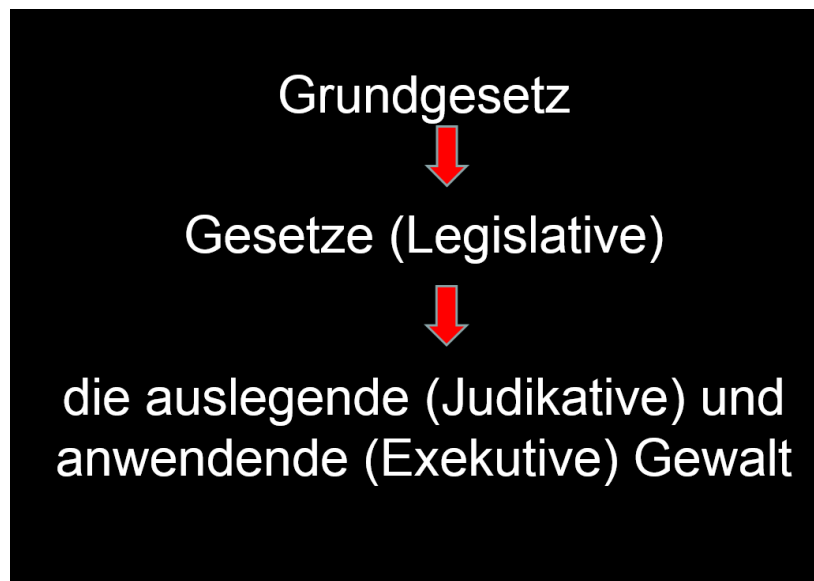 Grundgesetz
Gesetze (Legislative)
die auslegende (Judikative) und
anwendende (Exekutive) Gewalt